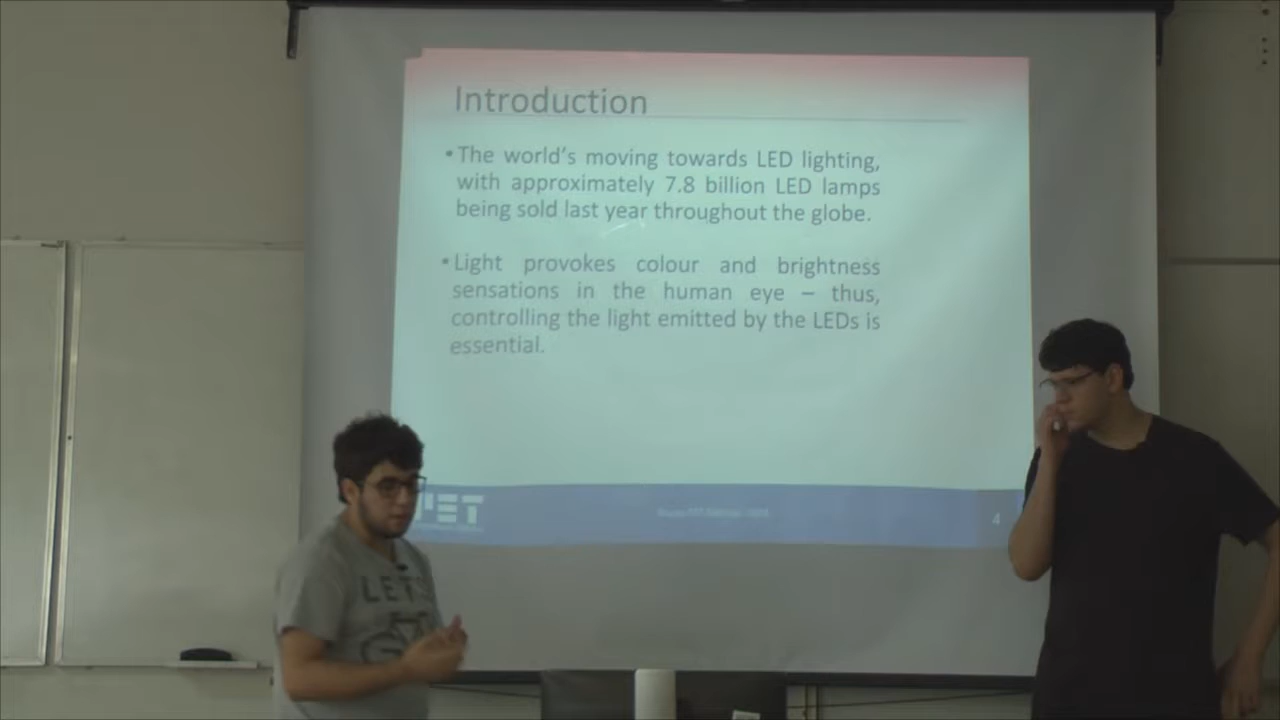 Introduction
• The world's moving towards LED lighting,
with approximately 7.8 billion LED lamps
being sold last year throughout the globe.
• Light provokes colour and brightness
sensations in the human eye – thus,
controlling the light emitted by the LEDs is
essential.
4
LET'S